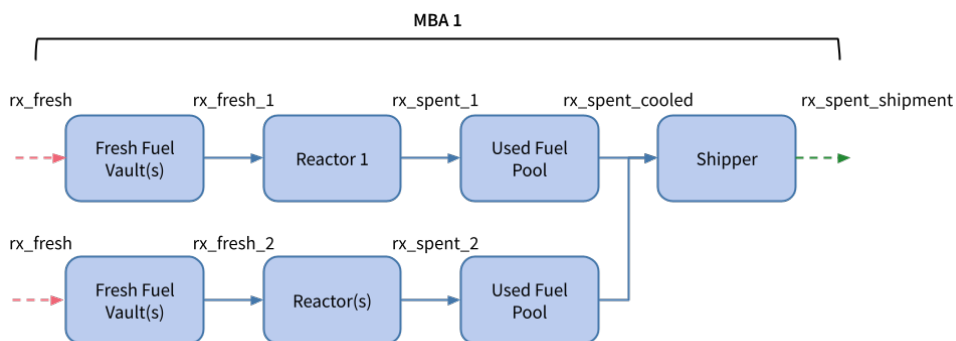 MBA 1
rx_fresh
rx_fresh_1
rx_spent_1
rx_spent_cooled
rx_spent_shipment
Fresh Fuel
Vault(s)
Reactor 1
Used Fuel
Pool
Shipper
rx_fresh
rx_fresh_2
rx_spent_2
Fresh Fuel
Vault(s)
Reactor(s)
Used Fuel
Pool